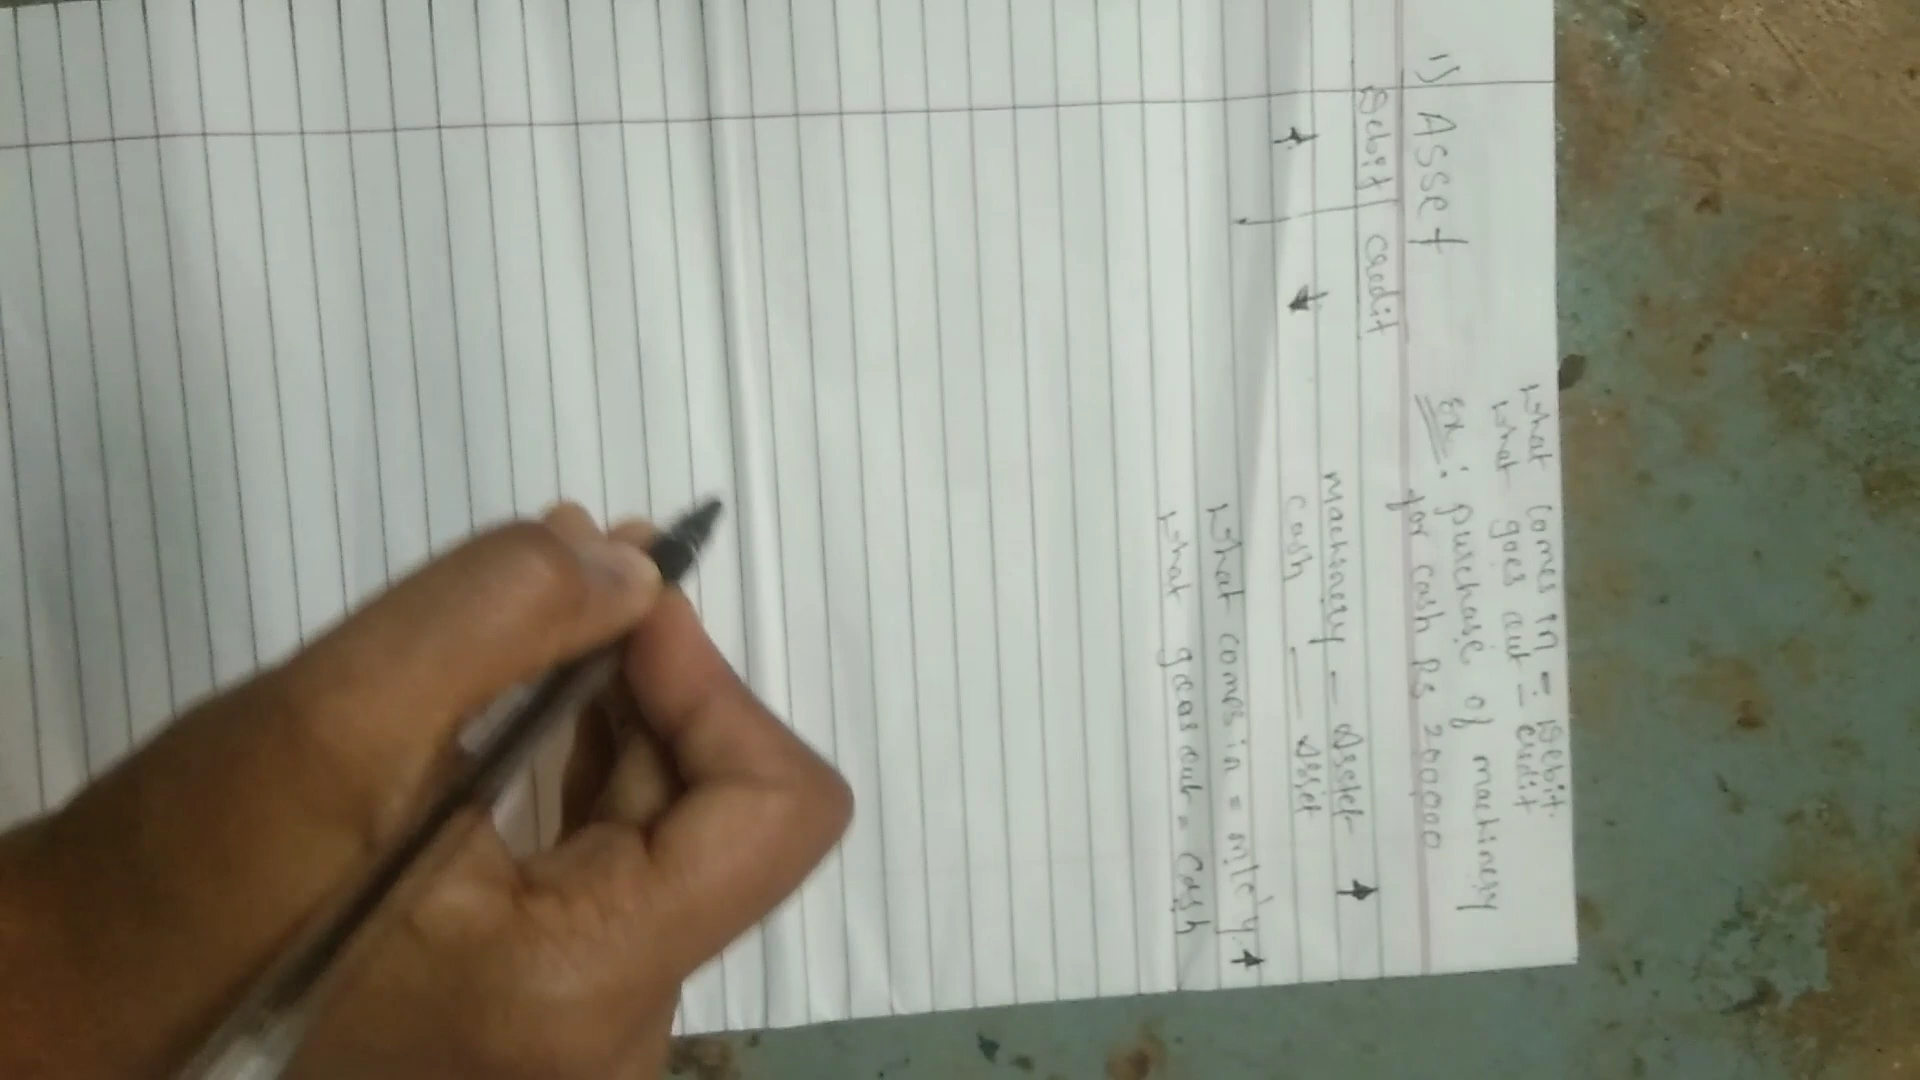 what comes in = Debit.
what goes out - credit
1) Asset
Ex: purchase of machinery
for cash Rs 200000
Debit credit
machinery - Asset
cash - Asset
what comes in = m/c'y.
what goes out - cash